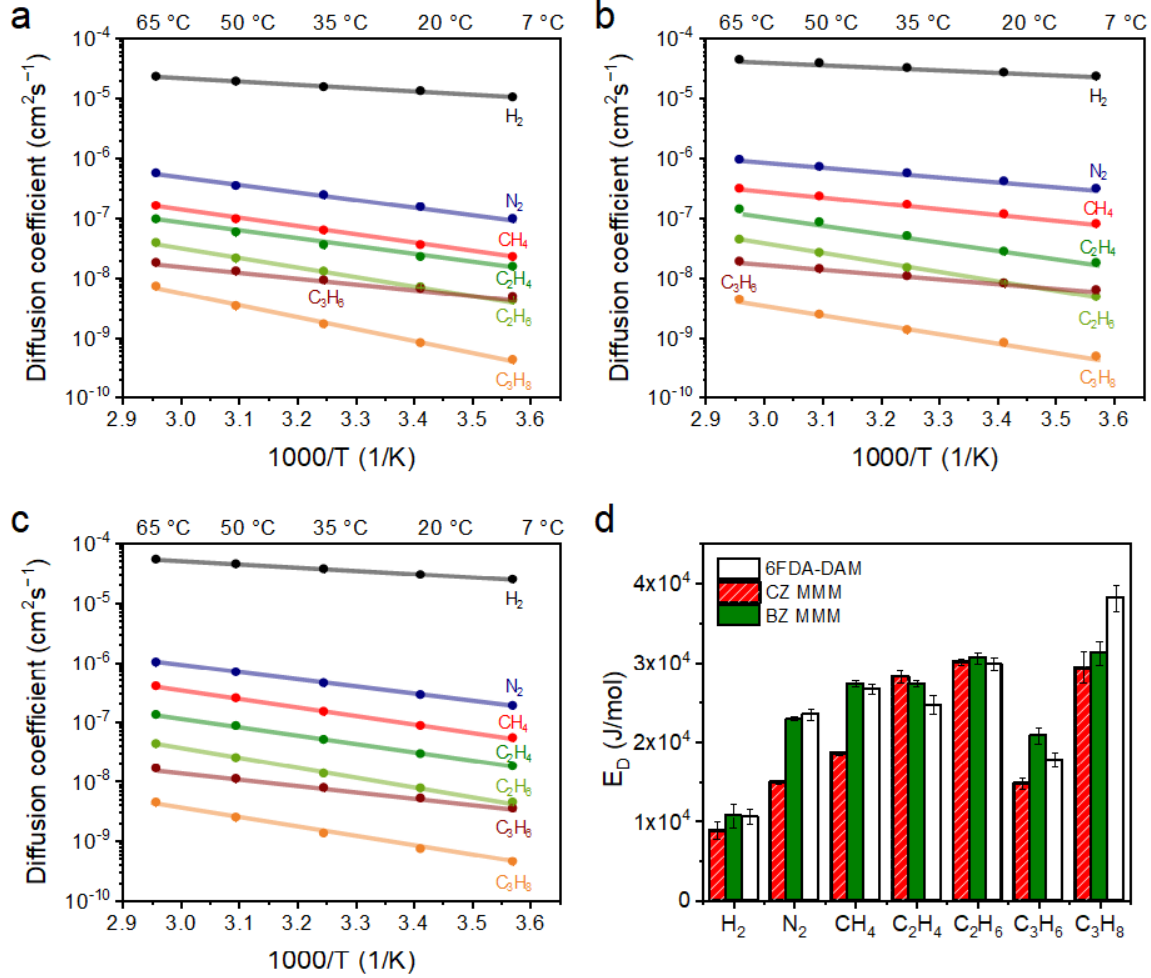 a
65 °C 50 °C 35 °C 20 °C 7 °C
10⁻⁴
10⁻⁵
10⁻⁶
10⁻⁷
10⁻⁸
10⁻⁹
10⁻¹⁰
Diffusion coefficient (cm²s⁻¹)
H₂
N₂
CH₄
C₂H₄
C₃H₆
C₂H₆
C₃H₈
2.9 3.0 3.1 3.2 3.3 3.4 3.5 3.6
1000/T (1/K)
b
65 °C 50 °C 35 °C 20 °C 7 °C
10⁻⁴
10⁻⁵
10⁻⁶
10⁻⁷
10⁻⁸
10⁻⁹
10⁻¹⁰
Diffusion coefficient (cm²s⁻¹)
H₂
N₂
CH₄
C₂H₄
C₃H₆
C₂H₆
C₃H₈
2.9 3.0 3.1 3.2 3.3 3.4 3.5 3.6
1000/T (1/K)
c
65 °C 50 °C 35 °C 20 °C 7 °C
10⁻⁴
10⁻⁵
10⁻⁶
10⁻⁷
10⁻⁸
10⁻⁹
10⁻¹⁰
Diffusion coefficient (cm²s⁻¹)
H₂
N₂
CH₄
C₂H₄
C₂H₆
C₃H₆
C₃H₈
2.9 3.0 3.1 3.2 3.3 3.4 3.5 3.6
1000/T (1/K)
d
6FDA-DAM
CZ MMM
BZ MMM
4x10⁴
3x10⁴
2x10⁴
1x10⁴
0
E_D (J/mol)
H₂ N₂ CH₄ C₂H₄ C₂H₆ C₃H₆ C₃H₈